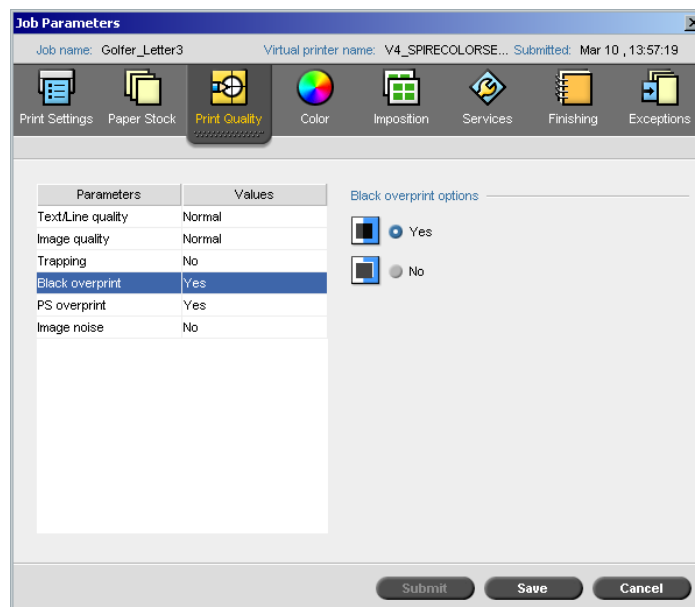 Job Parameters
Job name: Golfer_Letter3 Virtual printer name: V4_SPIRECOLORSE... Submitted: Mar 10 , 13:57:19
Print Settings Paper Stock Print Quality Color Imposition Services Finishing Exceptions
Parameters Values
Text/Line quality Normal
Image quality Normal
Trapping No
Black overprint Yes
PS overprint Yes
Image noise No
Black overprint options
Yes
No
Submit Save Cancel